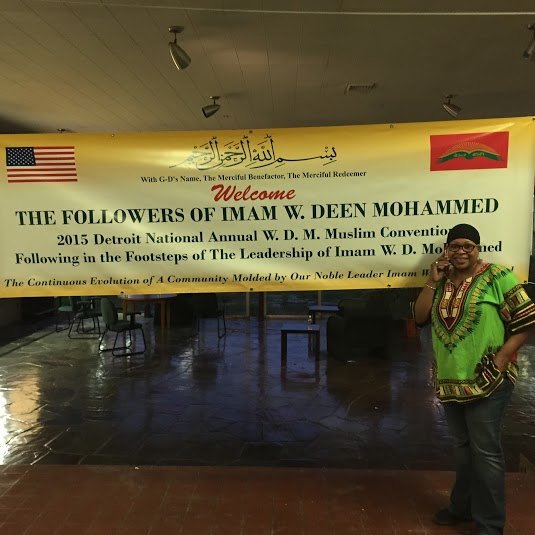 بسم الله الرحمن الرحيم
With G-D's Name, The Merciful Benefactor, The Merciful Redeemer
Welcome
THE FOLLOWERS OF IMAM W. DEEN MOHAMMED
2015 Detroit National Annual W. D. M. Muslim Convention
Following in the Footsteps of The Leadership of Imam W. D. Mohammed
The Continuous Evolution of A Community Molded by Our Noble Leader Imam W.